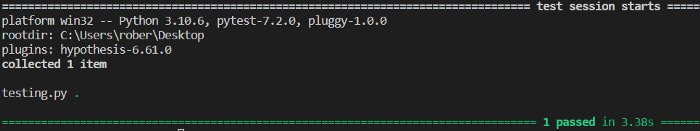 ============================================================================ test session starts =====
platform win32 -- Python 3.10.6, pytest-7.2.0, pluggy-1.0.0
rootdir: C:\Users\rober\Desktop
plugins: hypothesis-6.61.0
collected 1 item
testing.py .
============================================================================== 1 passed in 3.38s ======